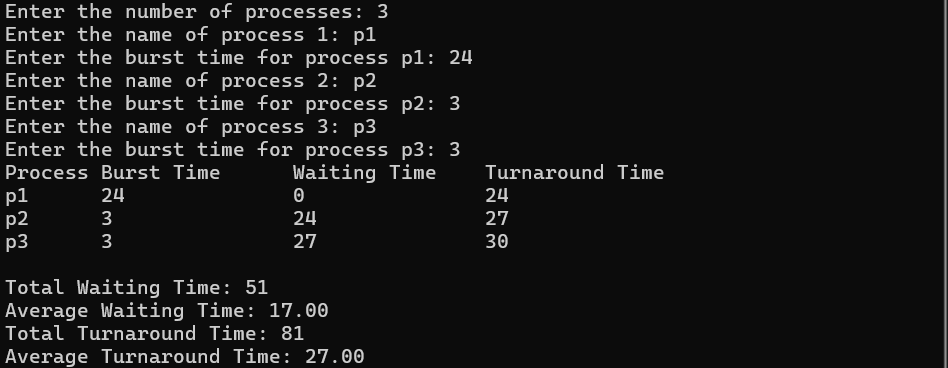 Enter the number of processes: 3
Enter the name of process 1: p1
Enter the burst time for process p1: 24
Enter the name of process 2: p2
Enter the burst time for process p2: 3
Enter the name of process 3: p3
Enter the burst time for process p3: 3
Process Burst Time      Waiting Time    Turnaround Time
p1      24              0               24
p2      3               24              27
p3      3               27              30

Total Waiting Time: 51
Average Waiting Time: 17.00
Total Turnaround Time: 81
Average Turnaround Time: 27.00